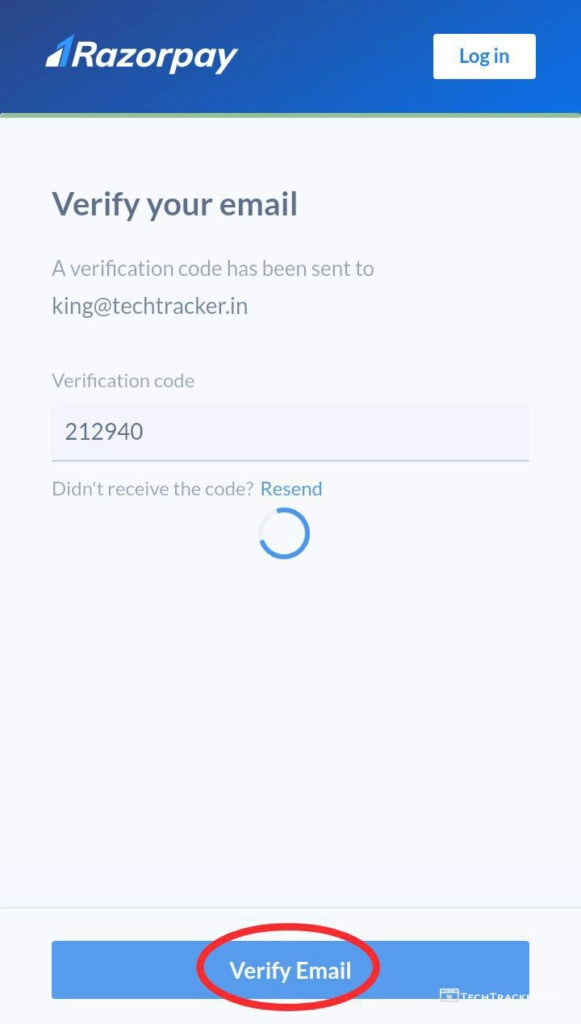 Razorpay
Log in
Verify your email
A verification code has been sent to
king@techtracker.in
Verification code
212940
Didn't receive the code? Resend
Verify Email